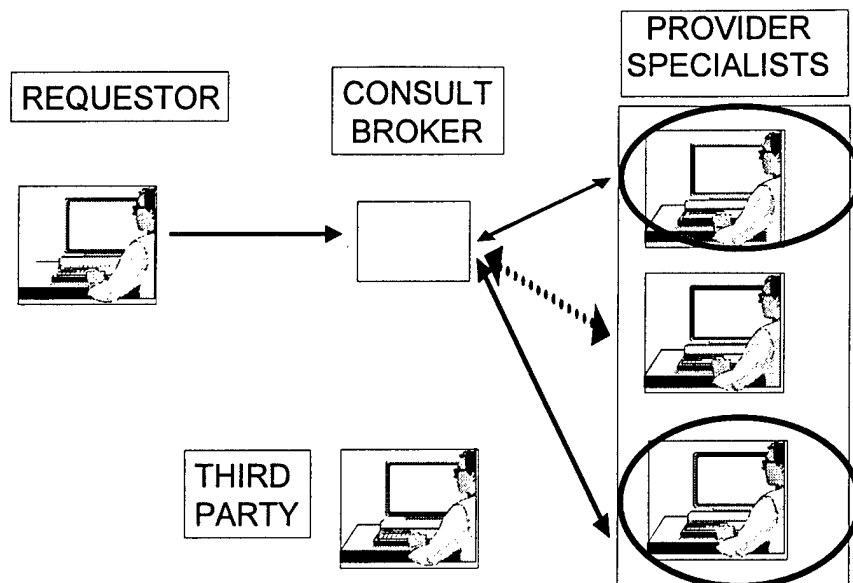 REQUESTOR
CONSULT
BROKER
PROVIDER
SPECIALISTS
THIRD
PARTY